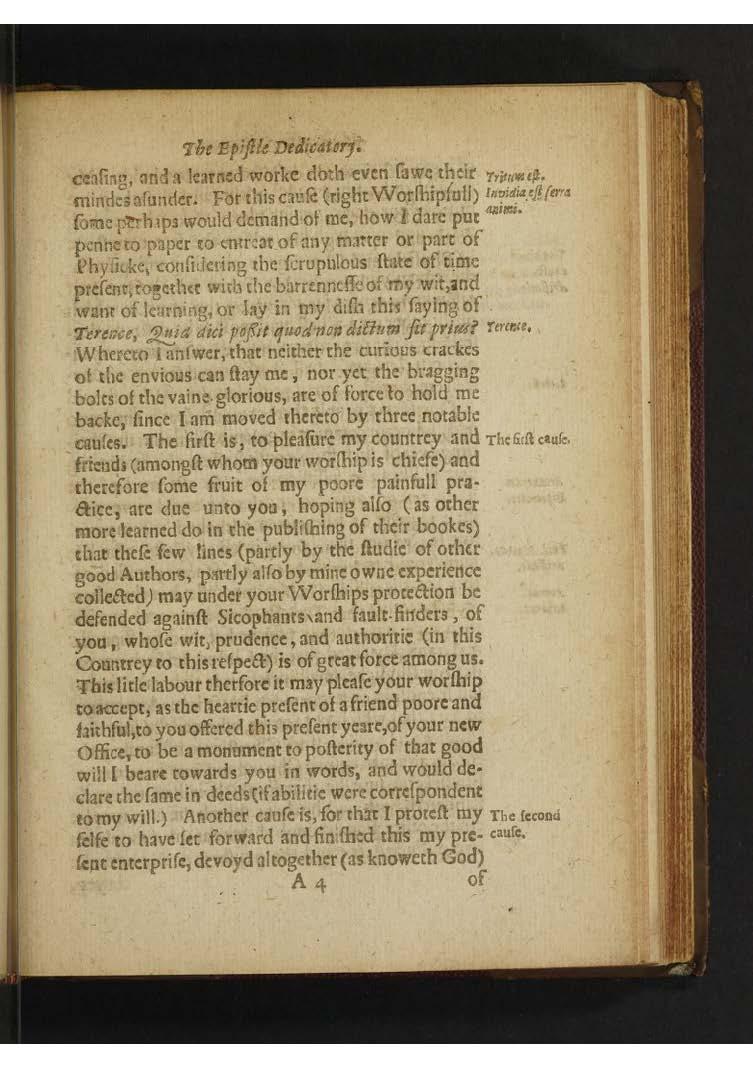 The Epiſtle Dedicatory.
ceaſing, and a learned worke doth even ſawe their
mindes aſunder. For this cauſe (right Worſhipfull)
ſome perhaps would demand of me, how I dare put
penne to paper to entreat of any matter or part of
Phyſicke, conſidering the ſcrupulous ſtate of time
preſent, together with the barrenneſſe of my wit, and
want of learning, or lay in my diſh this ſaying of
Terence, Quid dici poſſit quod non dictum ſit prius?
Whereto I anſwer, that neither the curious crackes
of the envious can ſtay me, nor yet the bragging
bolts of the vaine-glorious, are of force to hold me
backe, ſince I am moved thereto by three notable
cauſes. The firſt is, to pleaſure my countrey and
friends (amongſt whom your worſhip is chiefe) and
therefore ſome fruit of my poore painfull pra-
ctice, are due unto you, hoping alſo (as other
more learned do in the publiſhing of their bookes)
that theſe few lines (partly by the ſtudie of other
good Authors, partly alſo by mine owne experience
collected) may under your Worſhips protection be
defended againſt Sicophants and fault-finders, of
you, whoſe wit, prudence, and authoritie (in this
Countrey to this reſpect) is of great force among us.
This litle labour therfore it may pleaſe your worſhip
to accept, as the heartie preſent of a friend poore and
faithful, to you offered this preſent yeare, of your new
Office, to be a monument to poſterity of that good
will I beare towards you in words, and would de-
clare the ſame in deeds (if abilitie were correſpondent
to my will.) Another cauſe is, for that I proteſt my
ſelfe to have ſet forward and finiſhed this my pre-
ſent enterpriſe, devoyd altogether (as knoweth God)
A 4 of
Tritum eſt.
Invidia eſt ſerra
animi.
Terence.
The firſt cauſe.
The ſecond
cauſe.